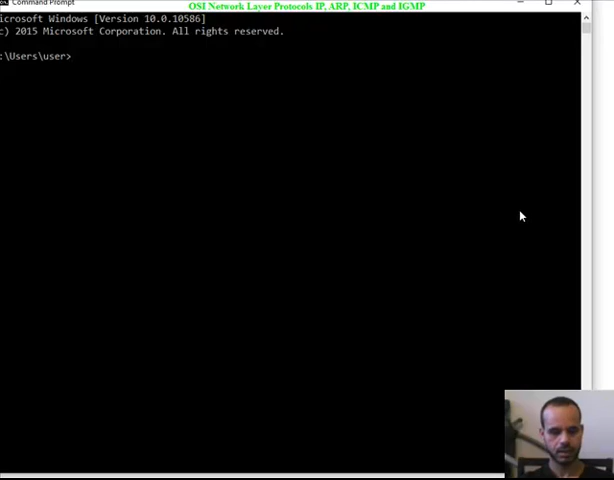 Command Prompt
OSI Network Layer Protocols IP, ARP, ICMP and IGMP
icrosoft Windows [Version 10.0.10586]
c) 2015 Microsoft Corporation. All rights reserved.
:\Users\user>